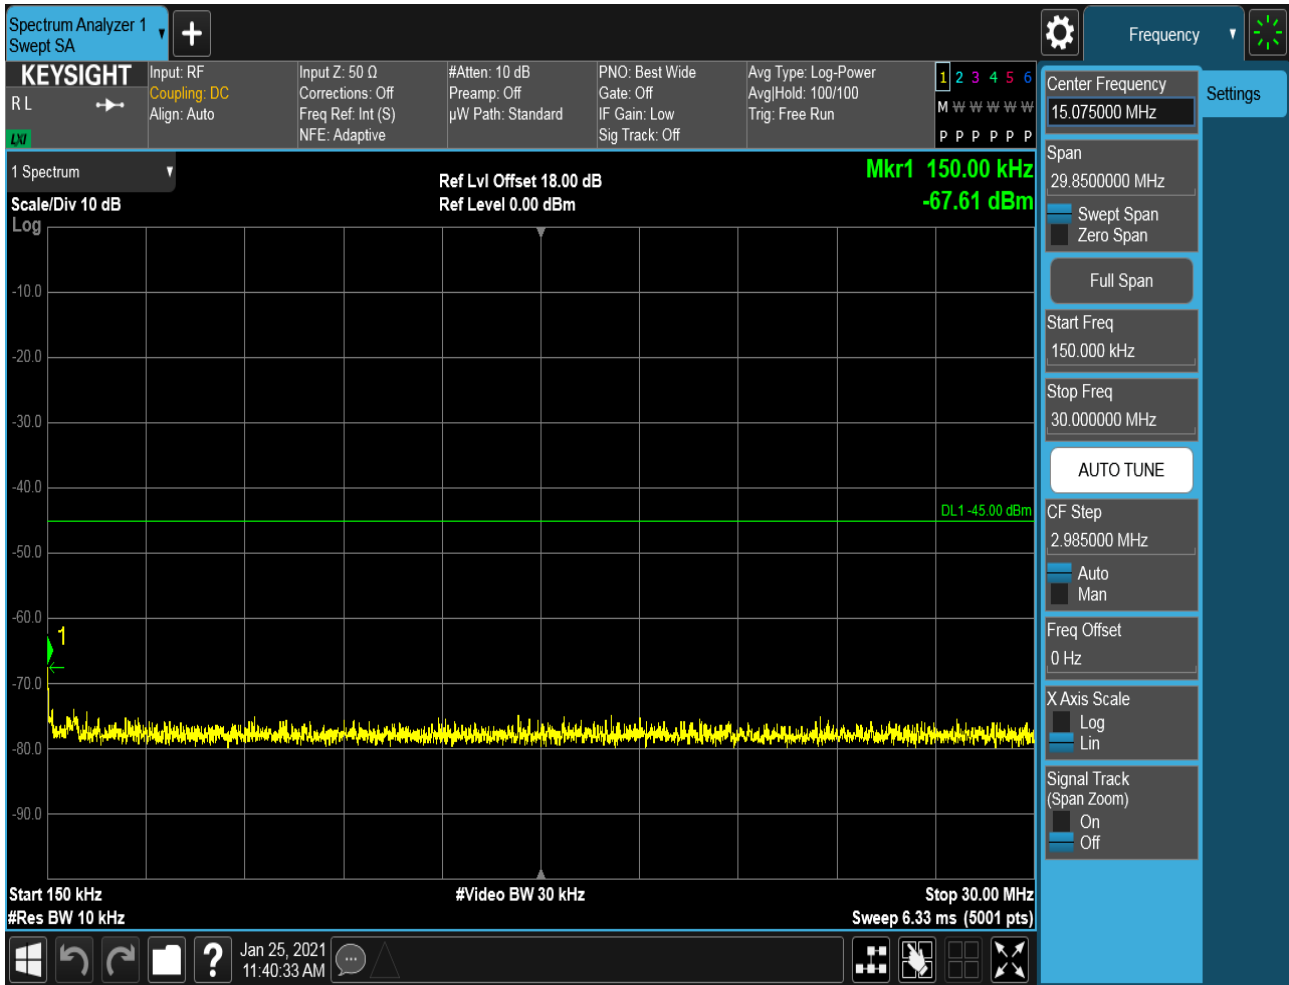 Spectrum Analyzer 1
Swept SA
Frequency
KEYSIGHT
R L
LXI
Input: RF
Coupling: DC
Align: Auto
Input Z: 50 Ω
Corrections: Off
Freq Ref: Int (S)
NFE: Adaptive
#Atten: 10 dB
Preamp: Off
µW Path: Standard
PNO: Best Wide
Gate: Off
IF Gain: Low
Sig Track: Off
Avg Type: Log-Power
Avg|Hold: 100/100
Trig: Free Run
1 2 3 4 5 6
M W W W W W
P P P P P P
1 Spectrum
Scale/Div 10 dB
Log
Ref Lvl Offset 18.00 dB
Ref Level 0.00 dBm
Mkr1 150.00 kHz
-67.61 dBm
-10.0
-20.0
-30.0
-40.0
DL1 -45.00 dBm
-50.0
-60.0
1
-70.0
-80.0
-90.0
Start 150 kHz
#Video BW 30 kHz
Stop 30.00 MHz
#Res BW 10 kHz
Sweep 6.33 ms (5001 pts)
Center Frequency
15.075000 MHz
Settings
Span
29.8500000 MHz
Swept Span
Zero Span
Full Span
Start Freq
150.000 kHz
Stop Freq
30.000000 MHz
AUTO TUNE
CF Step
2.985000 MHz
Auto
Man
Freq Offset
0 Hz
X Axis Scale
Log
Lin
Signal Track
(Span Zoom)
On
Off
?
Jan 25, 2021
11:40:33 AM